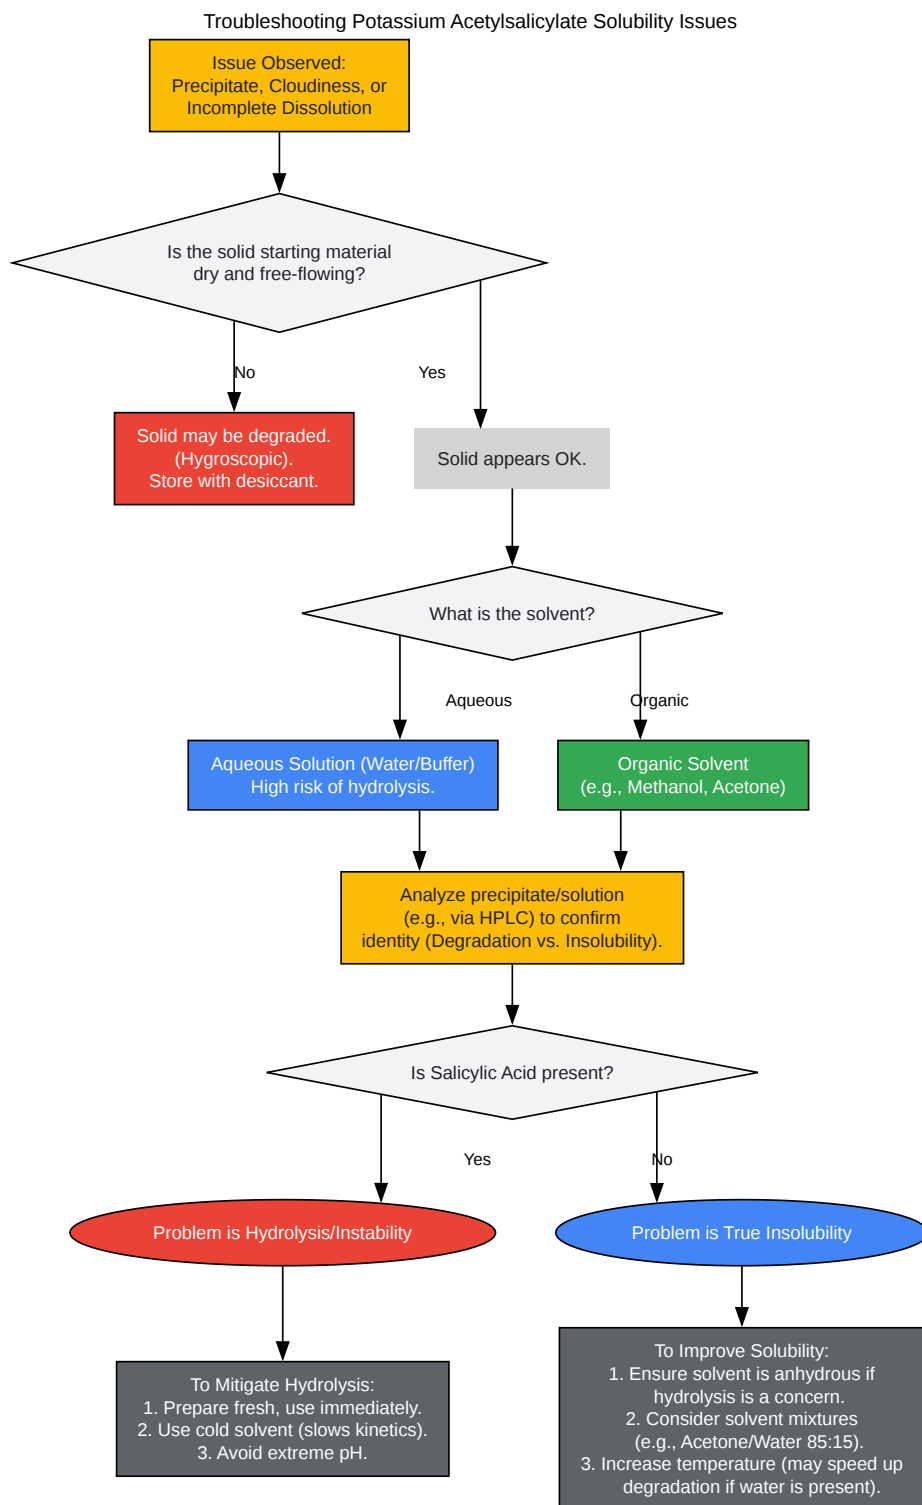 Troubleshooting Potassium Acetylsalicylate Solubility Issues
Issue Observed:
Precipitate, Cloudiness, or
Incomplete Dissolution
Is the solid starting material
dry and free-flowing?
No
Yes
Solid may be degraded.
(Hygroscopic).
Store with desiccant.
Solid appears OK.
What is the solvent?
Aqueous
Organic
Aqueous Solution (Water/Buffer)
High risk of hydrolysis.
Organic Solvent
(e.g., Methanol, Acetone)
Analyze precipitate/solution
(e.g., via HPLC) to confirm
identity (Degradation vs. Insolubility).
Is Salicylic Acid present?
Yes
No
Problem is Hydrolysis/Instability
Problem is True Insolubility
To Mitigate Hydrolysis:
1. Prepare fresh, use immediately.
2. Use cold solvent (slows kinetics).
3. Avoid extreme pH.
To Improve Solubility:
1. Ensure solvent is anhydrous if
hydrolysis is a concern.
2. Consider solvent mixtures
(e.g., Acetone/Water 85:15).
3. Increase temperature (may speed up
degradation if water is present).